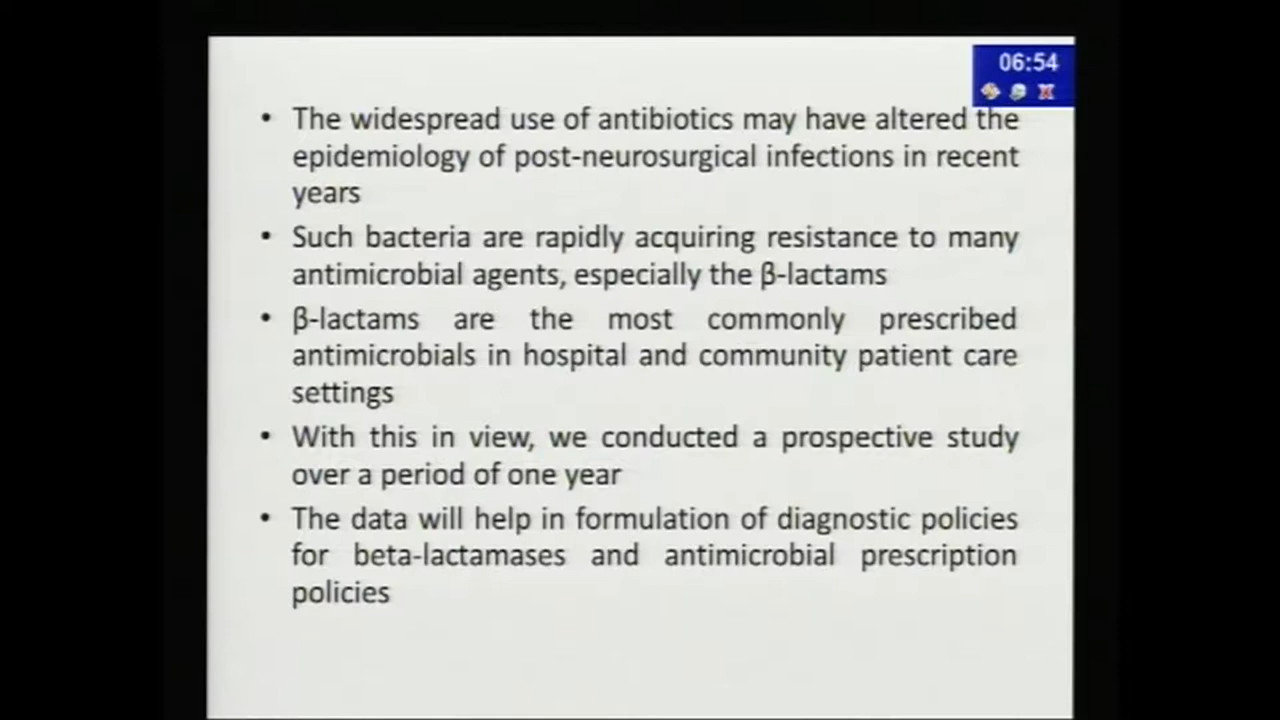 06:54
• The widespread use of antibiotics may have altered the
epidemiology of post-neurosurgical infections in recent
years
• Such bacteria are rapidly acquiring resistance to many
antimicrobial agents, especially the β-lactams
• β-lactams are the most commonly prescribed
antimicrobials in hospital and community patient care
settings
• With this in view, we conducted a prospective study
over a period of one year
• The data will help in formulation of diagnostic policies
for beta-lactamases and antimicrobial prescription
policies